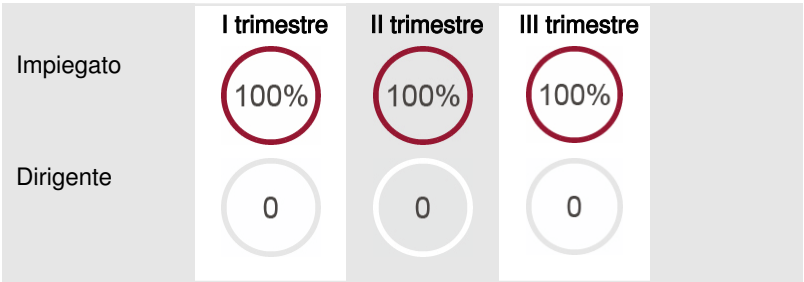 I trimestre II trimestre III trimestre
Impiegato 100% 100% 100%
Dirigente 0 0 0